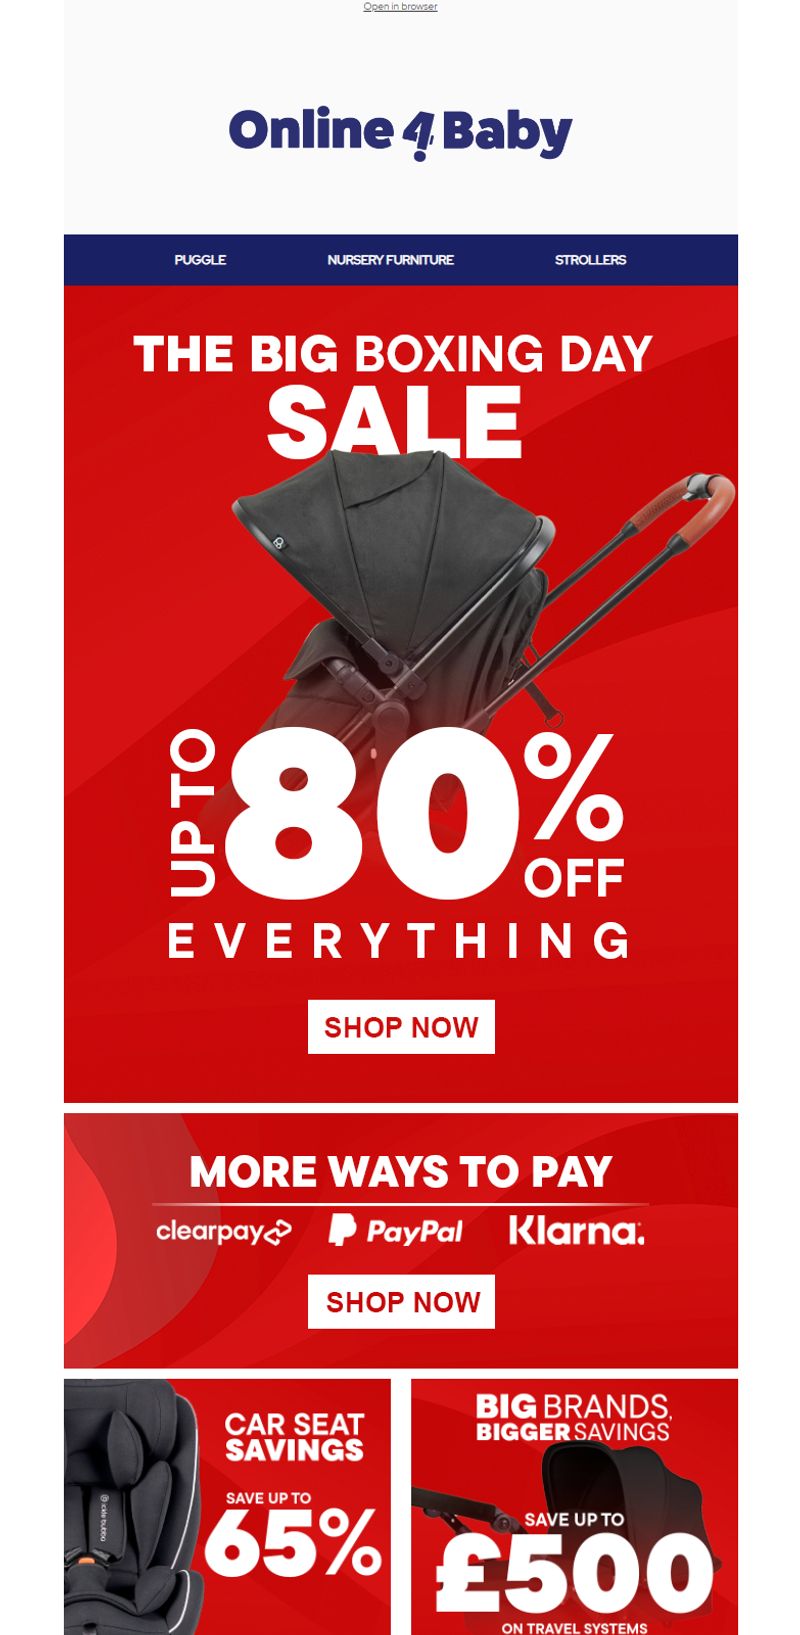 Open in browser
Online 4 Baby
PUGGLE
NURSERY FURNITURE
STROLLERS
THE BIG BOXING DAY
SALE
UP TO
80%
OFF
EVERYTHING
SHOP NOW
MORE WAYS TO PAY
clearpay
PayPal
Klarna.
SHOP NOW
CAR SEAT
SAVINGS
SAVE UP TO
65%
ickle bubba
BIG BRANDS,
BIGGER SAVINGS
SAVE UP TO
£500
ON TRAVEL SYSTEMS